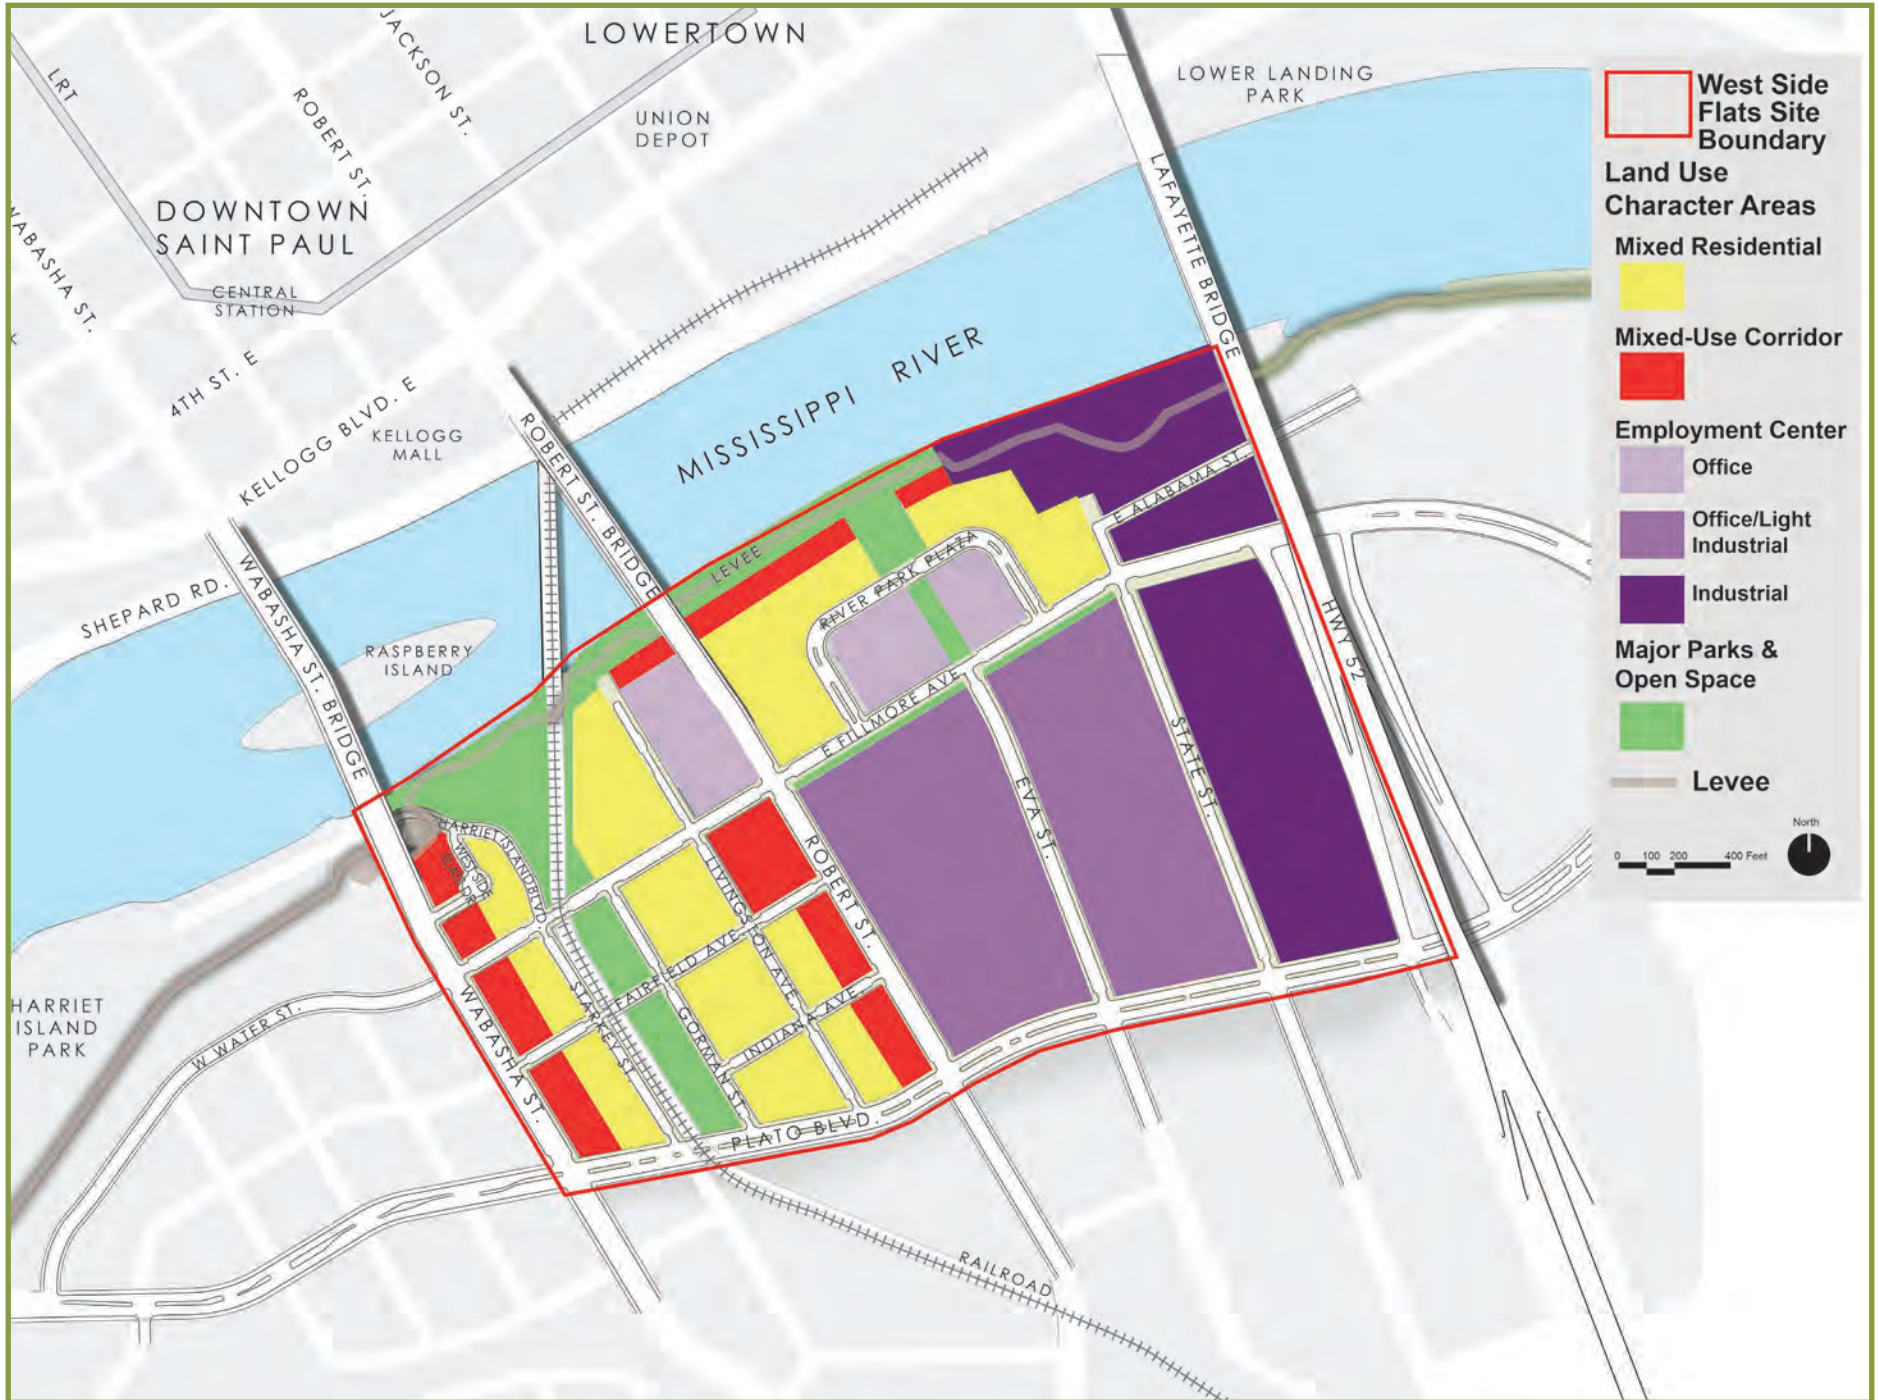 LOWERTOWN
JACKSON ST.
LRT
ROBERT ST.
UNION
DEPOT
LOWER LANDING
PARK
DOWNTOWN
SAINT PAUL
WABASHA ST.
CENTRAL
STATION
4TH ST. E
KELLOGG BLVD. E
KELLOGG
MALL
LAFAYETTE BRIDGE
MISSISSIPPI RIVER
ROBERT ST. BRIDGE
SHEPARD RD.
WABASHA ST. BRIDGE
RASPBERRY
ISLAND
LEVEE
RIVER PARK PLAZA
E ALABAMA ST.
E FILLMORE AVE.
HWY 52
STATE ST.
EVA ST.
HARRIET ISLAND BLVD.
WEST SIDE
LIVINGSTON AVE.
ROBERT ST.
FAIRFIELD AVE.
INDIANA AVE.
STARKEY ST.
GORMAN ST.
WABASHA ST.
W WATER ST.
HARRIET
ISLAND
PARK
PLATO BLVD.
RAILROAD
West Side
Flats Site
Boundary
Land Use
Character Areas
Mixed Residential
Mixed-Use Corridor
Employment Center
Office
Office/Light
Industrial
Industrial
Major Parks &
Open Space
Levee
North
0 100 200 400 Feet